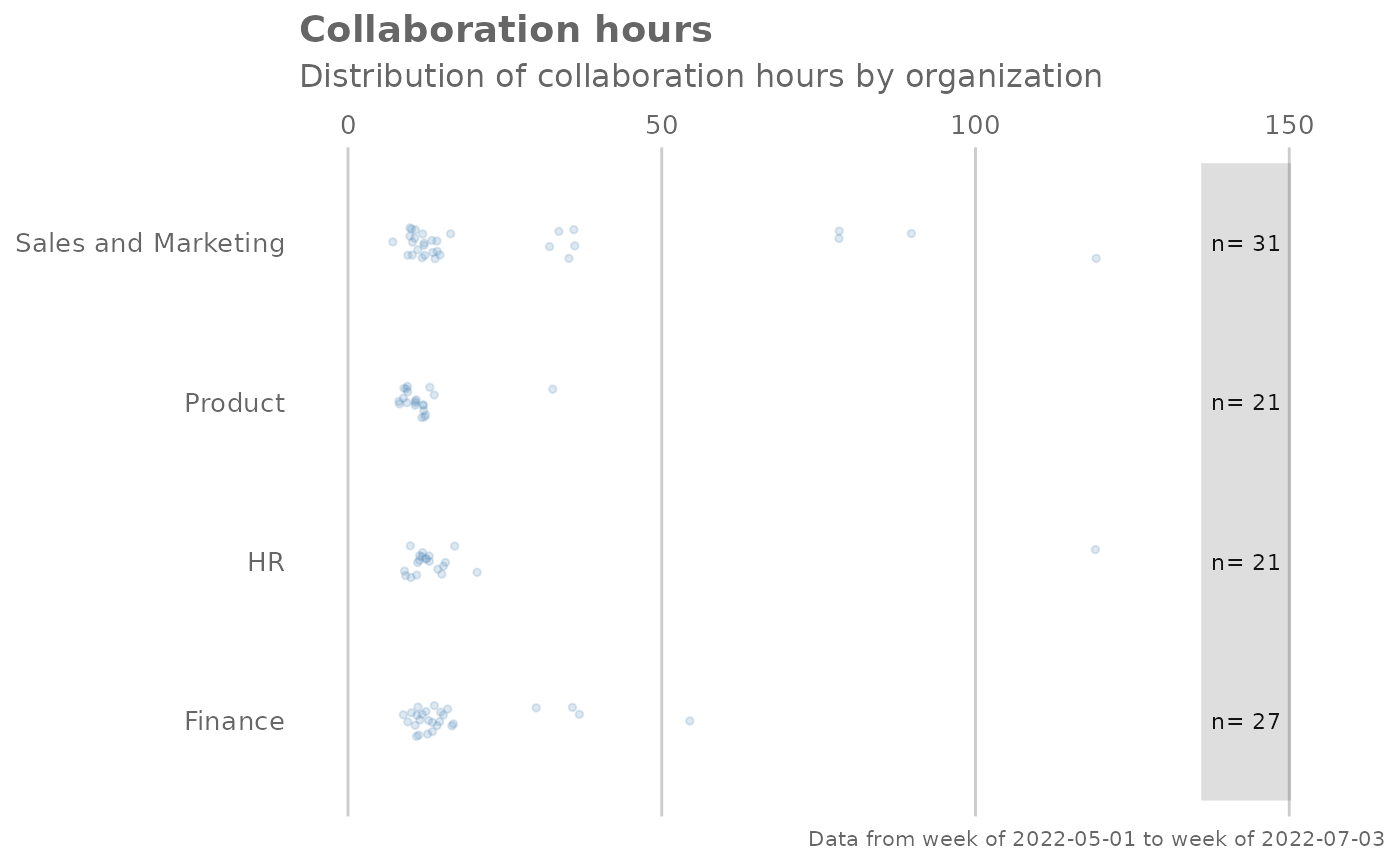 Collaboration hours
Distribution of collaboration hours by organization
0 50 100 150
Sales and Marketing n= 31
Product n= 21
HR n= 21
Finance n= 27
Data from week of 2022-05-01 to week of 2022-07-03